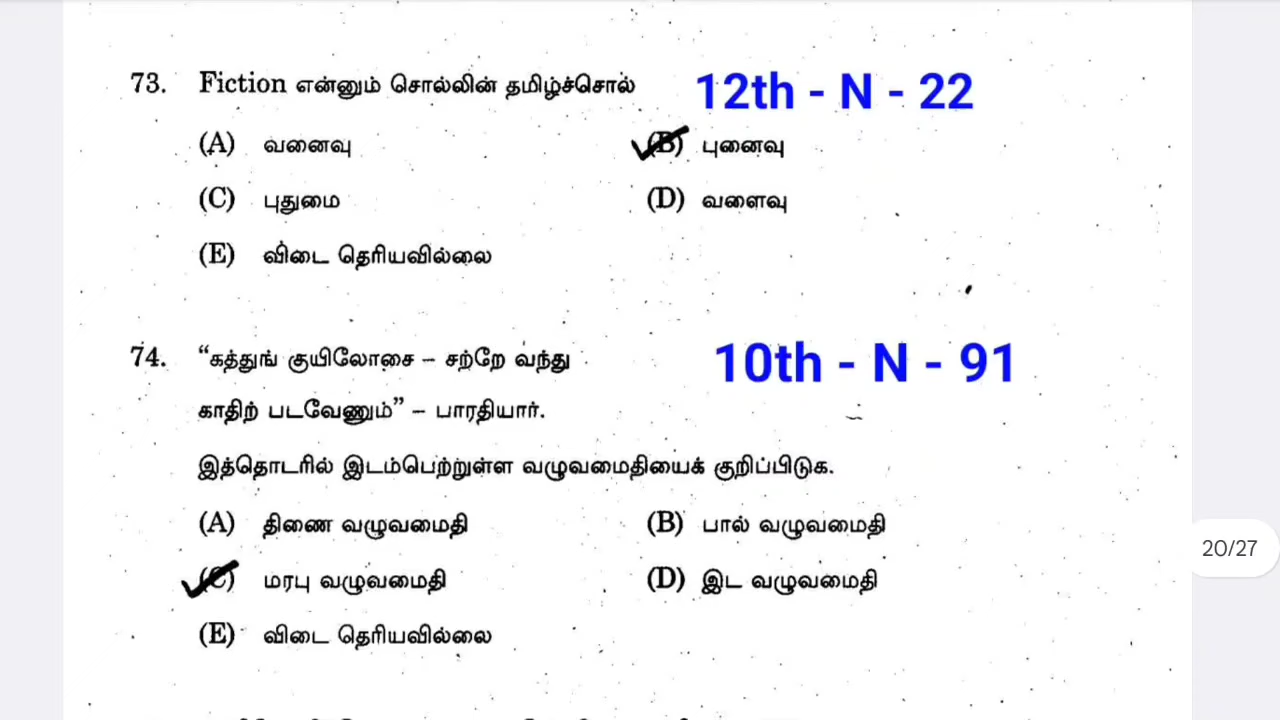 73. Fiction என்னும் சொல்லின் தமிழ்ச்சொல் 12th - N - 22
(A) வனைவு (B) புனைவு
(C) புதுமை (D) வளைவு
(E) விடை தெரியவில்லை
74. “கத்துங் குயிலோசை – சற்றே வந்து 10th - N - 91
காதிற் படவேணும்” – பாரதியார்.
இத்தொடரில் இடம்பெற்றுள்ள வழுவமைதியைக் குறிப்பிடுக.
(A) திணை வழுவமைதி (B) பால் வழுவமைதி
20/27
(C) மரபு வழுவமைதி (D) இட வழுவமைதி
(E) விடை தெரியவில்லை